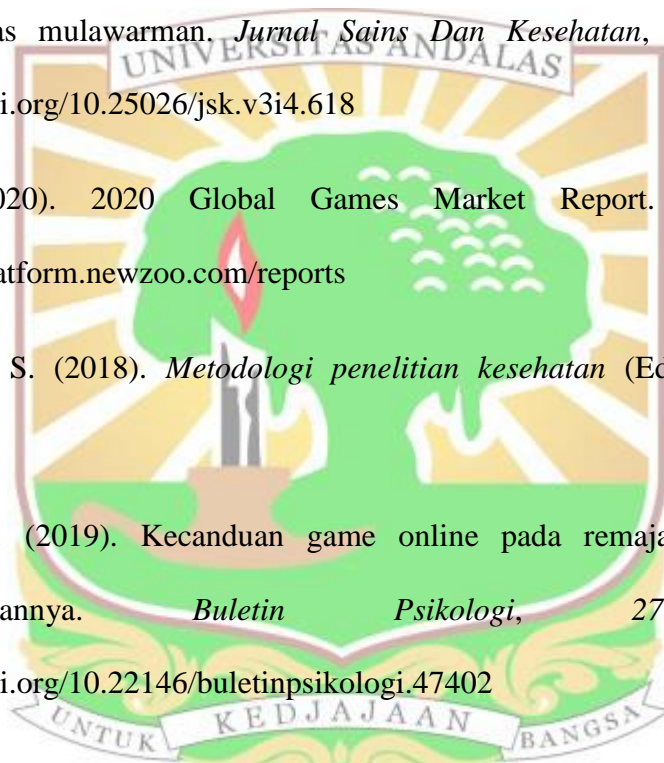 as mulawarman. Jurnal Sains Dan Kesehatan,
UNIVERSITAS ANDALAS
i.org/10.25026/jsk.v3i4.618
020). 2020 Global Games Market Report.
atform.newzoo.com/reports
S. (2018). Metodologi penelitian kesehatan (Ed
(2019). Kecanduan game online pada remaja
annya. Buletin Psikologi, 27
i.org/10.22146/buletinpsikologi.47402
UNTUK KEDJAJAAN BANGSA